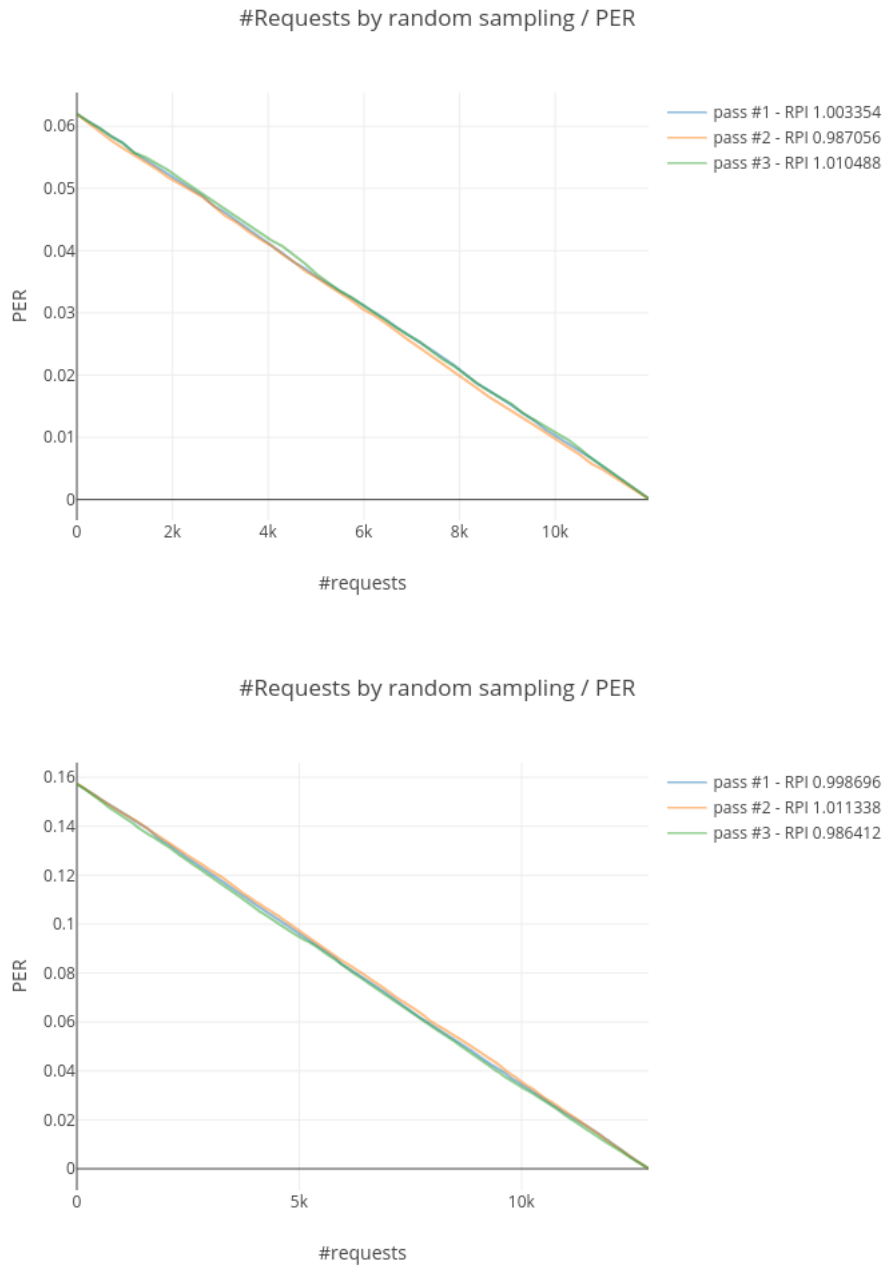 #Requests by random sampling / PER
pass #1 - RPI 1.003354
pass #2 - RPI 0.987056
pass #3 - RPI 1.010488
0.06
0.05
0.04
0.03
0.02
0.01
0
PER
0 2k 4k 6k 8k 10k
#requests
#Requests by random sampling / PER
pass #1 - RPI 0.998696
pass #2 - RPI 1.011338
pass #3 - RPI 0.986412
0.16
0.14
0.12
0.1
0.08
0.06
0.04
0.02
0
PER
0 5k 10k
#requests